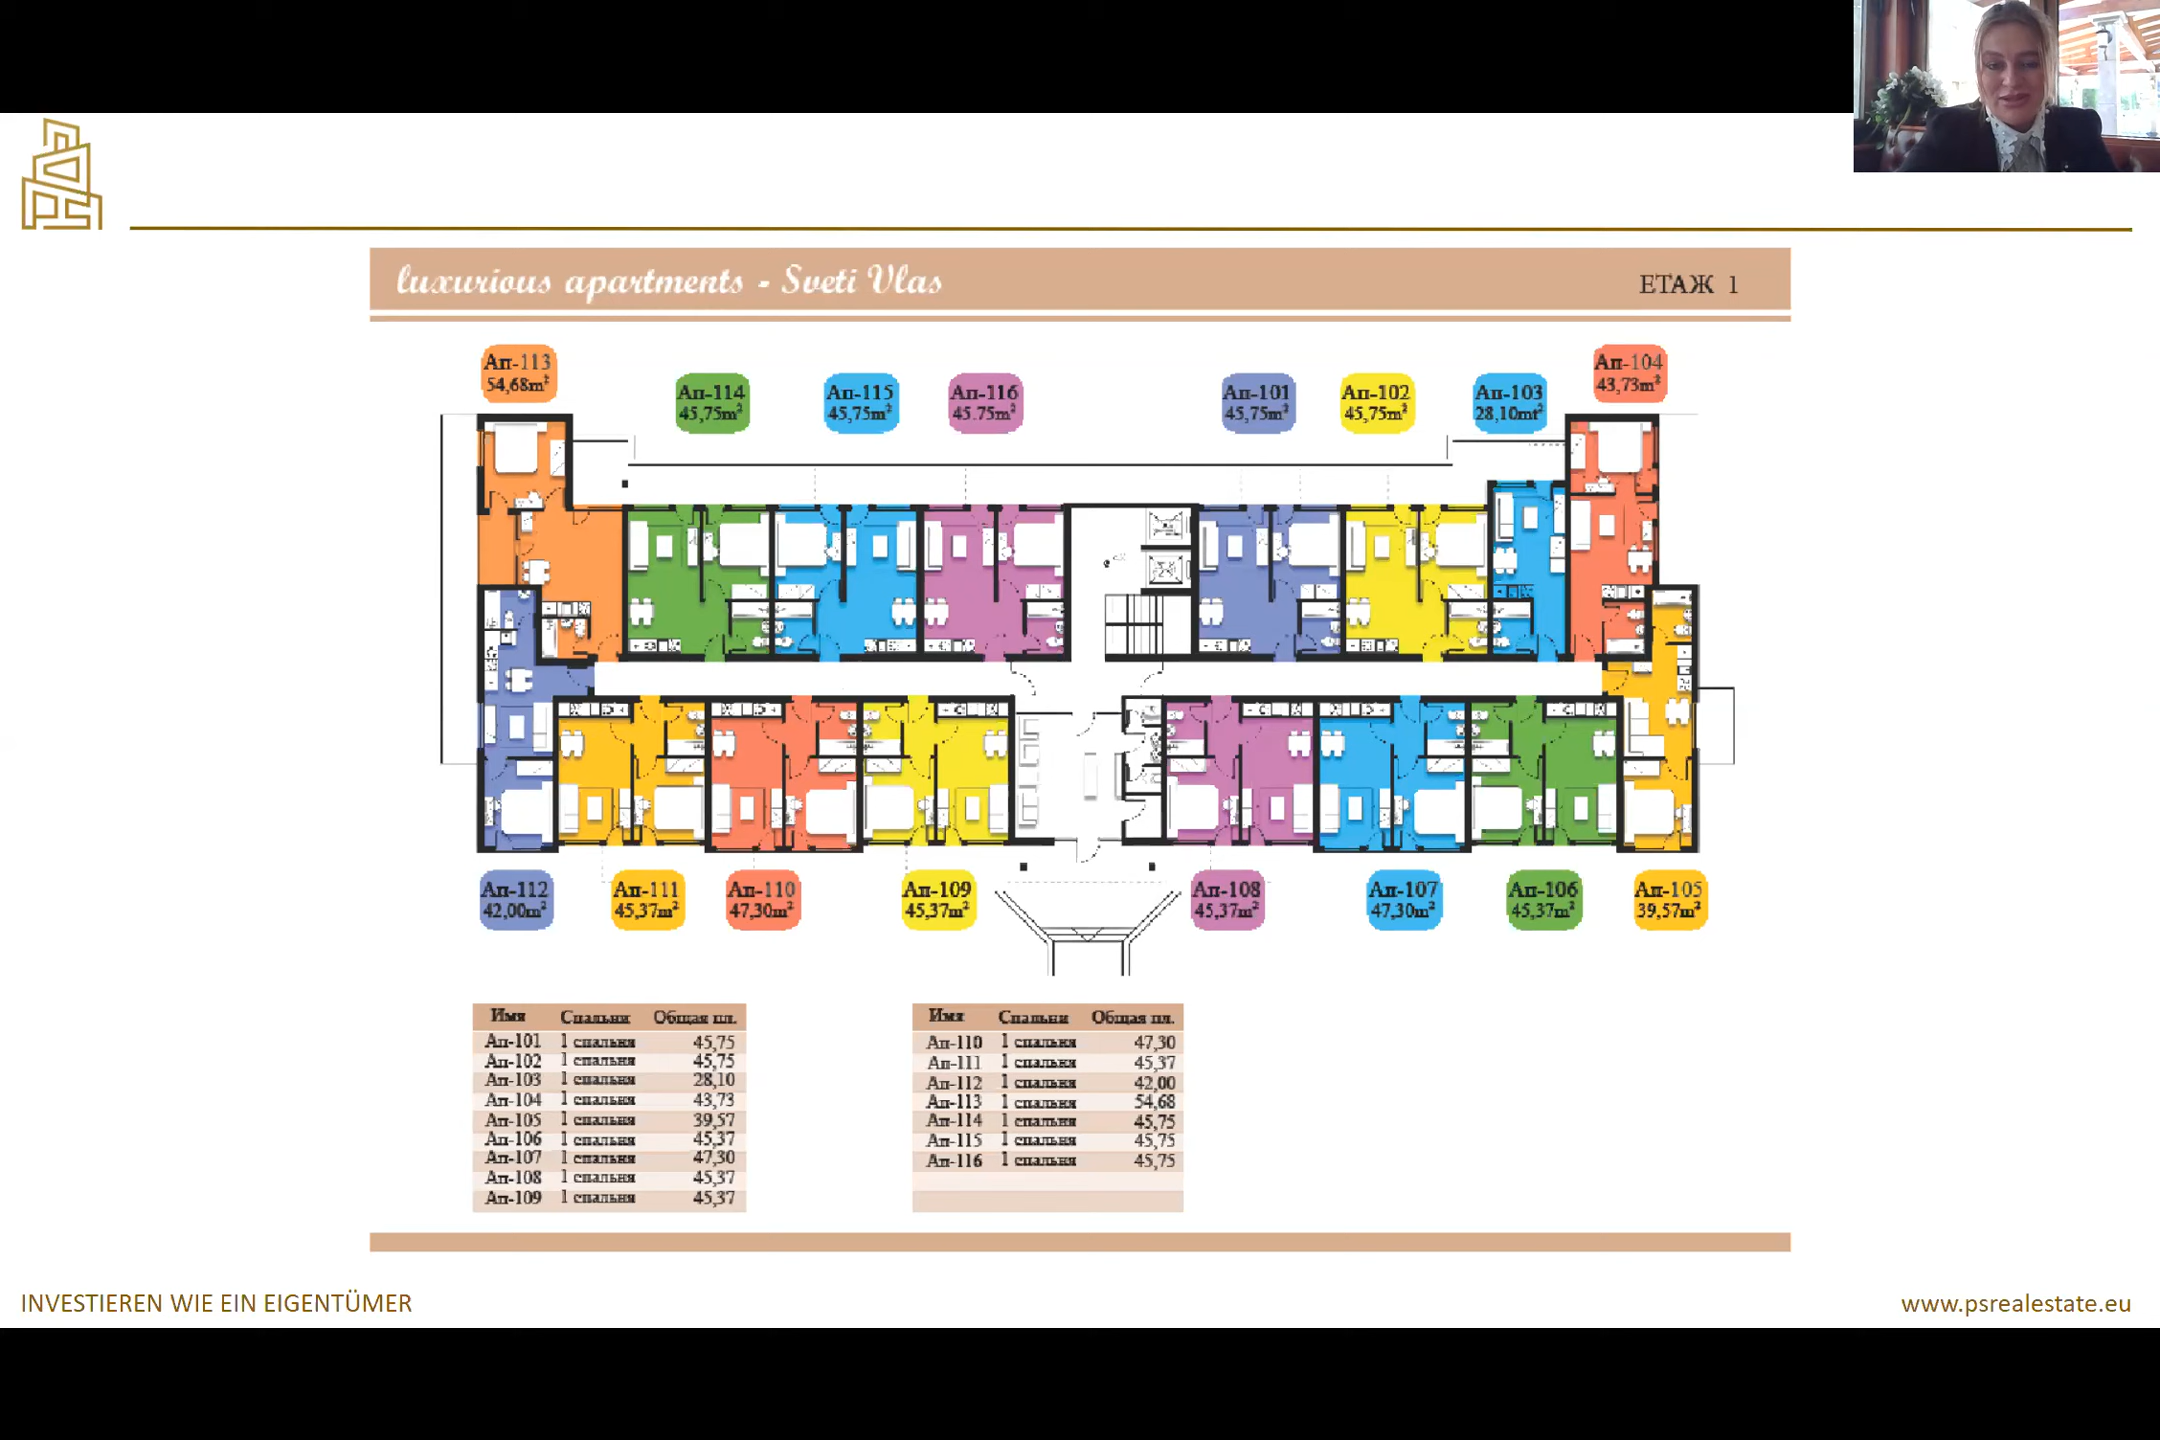 luxurious apartments - Sveti Vlas
ЕТАЖ 1
Ап-113
54,68m²
Ап-114
45,75m²
Ап-115
45,75m²
Ап-116
45.75m²
Ап-101
45,75m²
Ап-102
45,75m²
Ап-103
28,10mt²
Ап-104
43,73m²
Ап-112
42,00m²
Ап-111
45,37m²
Ап-110
47,30m²
Ап-109
45,37m²
Ап-108
45,37m²
Ап-107
47,30m²
Ап-106
45,37m²
Ап-105
39,57m²
Имя Спальни Общая пл.
Ап-101 1 спальня 45,75
Ап-102 1 спальня 45,75
Ап-103 1 спальня 28,10
Ап-104 1 спальня 43,73
Ап-105 1 спальня 39,57
Ап-106 1 спальня 45,37
Ап-107 1 спальня 47,30
Ап-108 1 спальня 45,37
Ап-109 1 спальня 45,37
Имя Спальни Общая пл.
Ап-110 1 спальня 47,30
Ап-111 1 спальня 45,37
Ап-112 1 спальня 42,00
Ап-113 1 спальня 54,68
Ап-114 1 спальня 45,75
Ап-115 1 спальня 45,75
Ап-116 1 спальня 45,75
INVESTIEREN WIE EIN EIGENTÜMER
www.psrealestate.eu